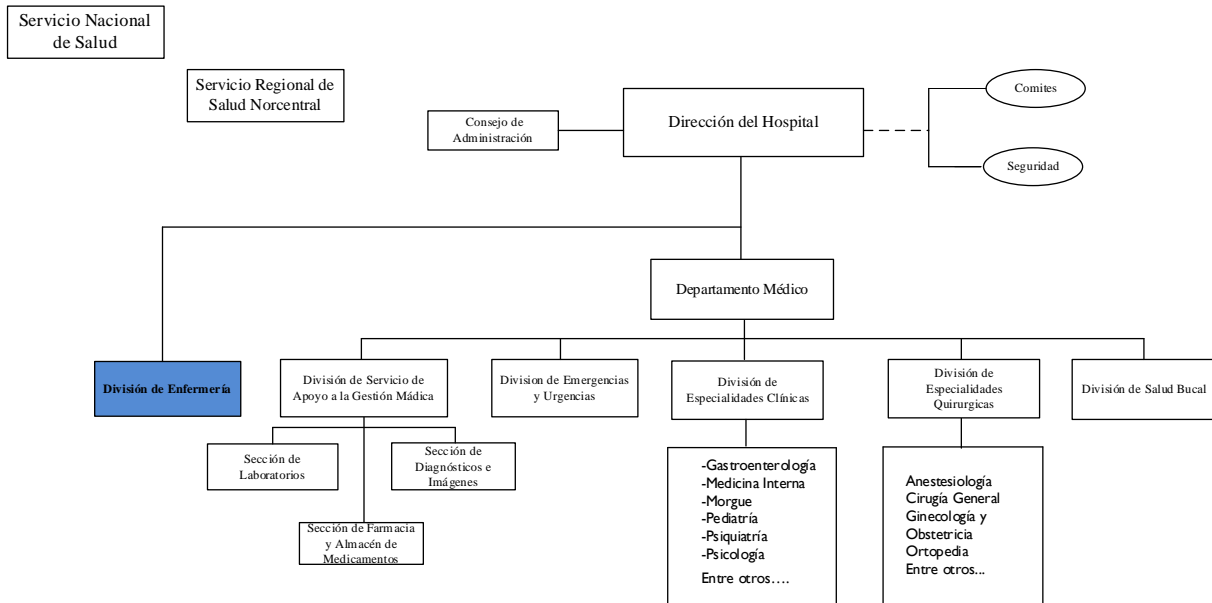 Servicio Nacional
de Salud
Servicio Regional de
Salud Norcentral
Consejo de
Administración
Dirección del Hospital
Comites
Seguridad
Departamento Médico
División de Enfermería
División de Servicio de
Apoyo a la Gestión Mádica
Division de Emergencias
y Urgencias
División de
Especialidades Clínicas
División de
Especialidades
Quirurgicas
División de Salud Bucal
Sección de
Laboratorios
Sección de
Diagnósticos e
Imágenes
Sección de Farmacia
y Almacén de
Medicamentos
-Gastroenterología
-Medicina Interna
-Morgue
-Pediatría
-Psiquiatría
-Psicología
Entre otros....
Anestesiología
Cirugía General
Ginecología y
Obstetricia
Ortopedia
Entre otros...